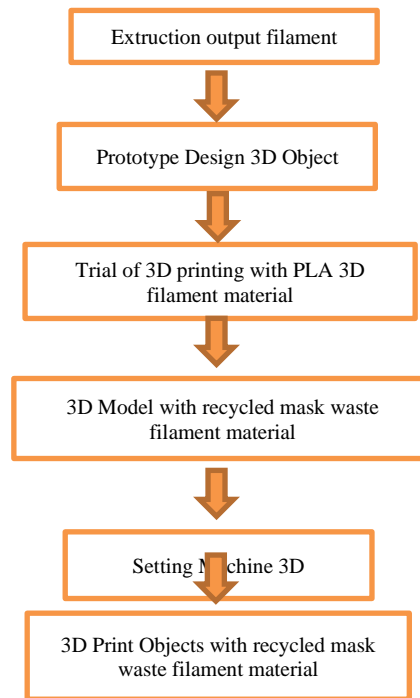 Extruction output filament
Prototype Design 3D Object
Trial of 3D printing with PLA 3D
filament material
3D Model with recycled mask waste
filament material
Setting Machine 3D
3D Print Objects with recycled mask
waste filament material